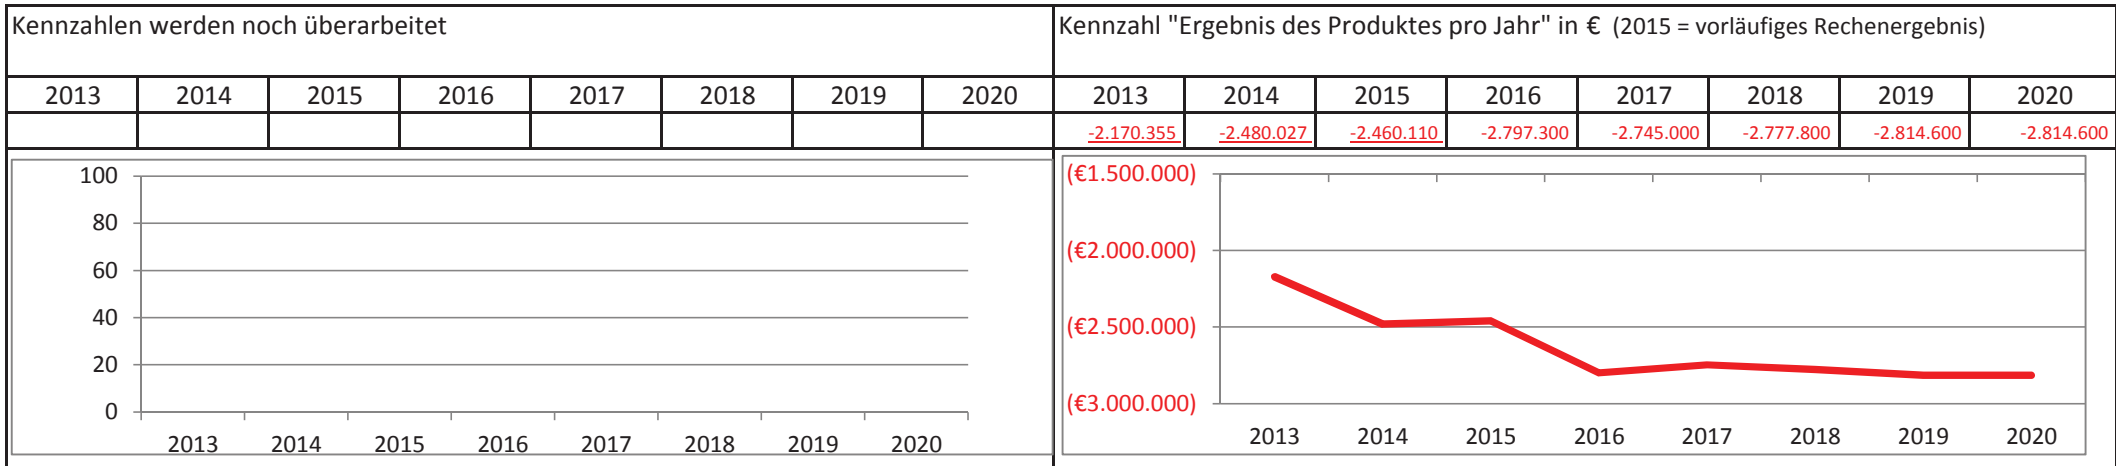 Kennzahlen werden noch überarbeitet
2013 2014 2015 2016 2017 2018 2019 2020
100
80
60
40
20
0
2013 2014 2015 2016 2017 2018 2019 2020
Kennzahl "Ergebnis des Produktes pro Jahr" in € (2015 = vorläufiges Rechenergebnis)
2013 2014 2015 2016 2017 2018 2019 2020
-2.170.355 -2.480.027 -2.460.110 -2.797.300 -2.745.000 -2.777.800 -2.814.600 -2.814.600
(€1.500.000)
(€2.000.000)
(€2.500.000)
(€3.000.000)
2013 2014 2015 2016 2017 2018 2019 2020